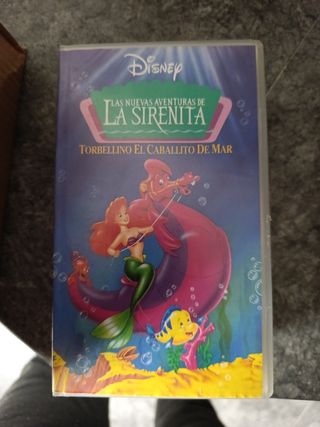 Disney
LAS NUEVAS AVENTURAS DE
LA SIRENITA
TORBELLINO EL CABALLITO DE MAR